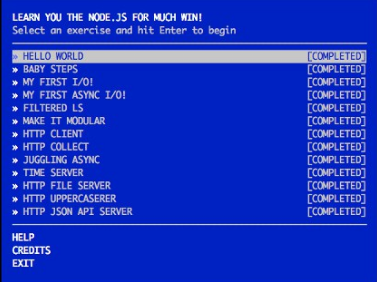 LEARN YOU THE NODE.JS FOR MUCH WIN!
Select an exercise and hit Enter to begin
» HELLO WORLD [COMPLETED]
» BABY STEPS [COMPLETED]
» MY FIRST I/O! [COMPLETED]
» MY FIRST ASYNC I/O! [COMPLETED]
» FILTERED LS [COMPLETED]
» MAKE IT MODULAR [COMPLETED]
» HTTP CLIENT [COMPLETED]
» HTTP COLLECT [COMPLETED]
» JUGGLING ASYNC [COMPLETED]
» TIME SERVER [COMPLETED]
» HTTP FILE SERVER [COMPLETED]
» HTTP UPPERCASERER [COMPLETED]
» HTTP JSON API SERVER [COMPLETED]
HELP
CREDITS
EXIT